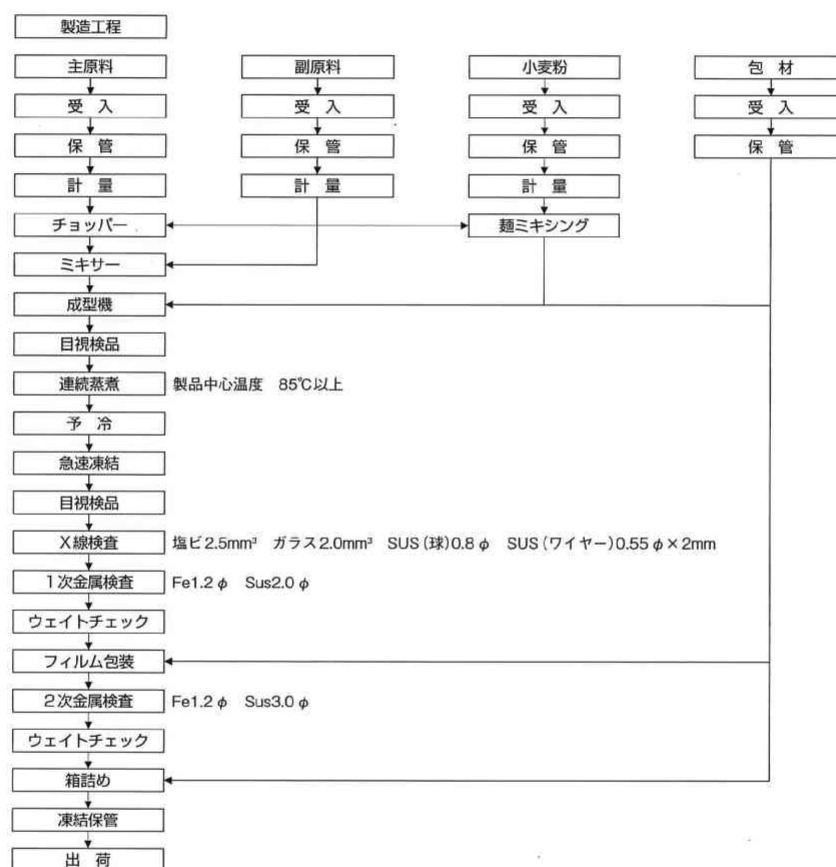 製造工程
主原料 副原料 小麦粉 包材
受入 受入 受入 受入
保管 保管 保管 保管
計量 計量 計量
チョッパー 麺ミキシング
ミキサー
成型機
目視検品
連続蒸煮 製品中心温度 85℃以上
予冷
急速凍結
目視検品
X線検査 塩ビ2.5mm³ ガラス2.0mm³ SUS(球)0.8φ SUS(ワイヤー)0.55φ×2mm
1次金属検査 Fe1.2φ Sus2.0φ
ウェイトチェック
フィルム包装
2次金属検査 Fe1.2φ Sus3.0φ
ウェイトチェック
箱詰め
凍結保管
出荷